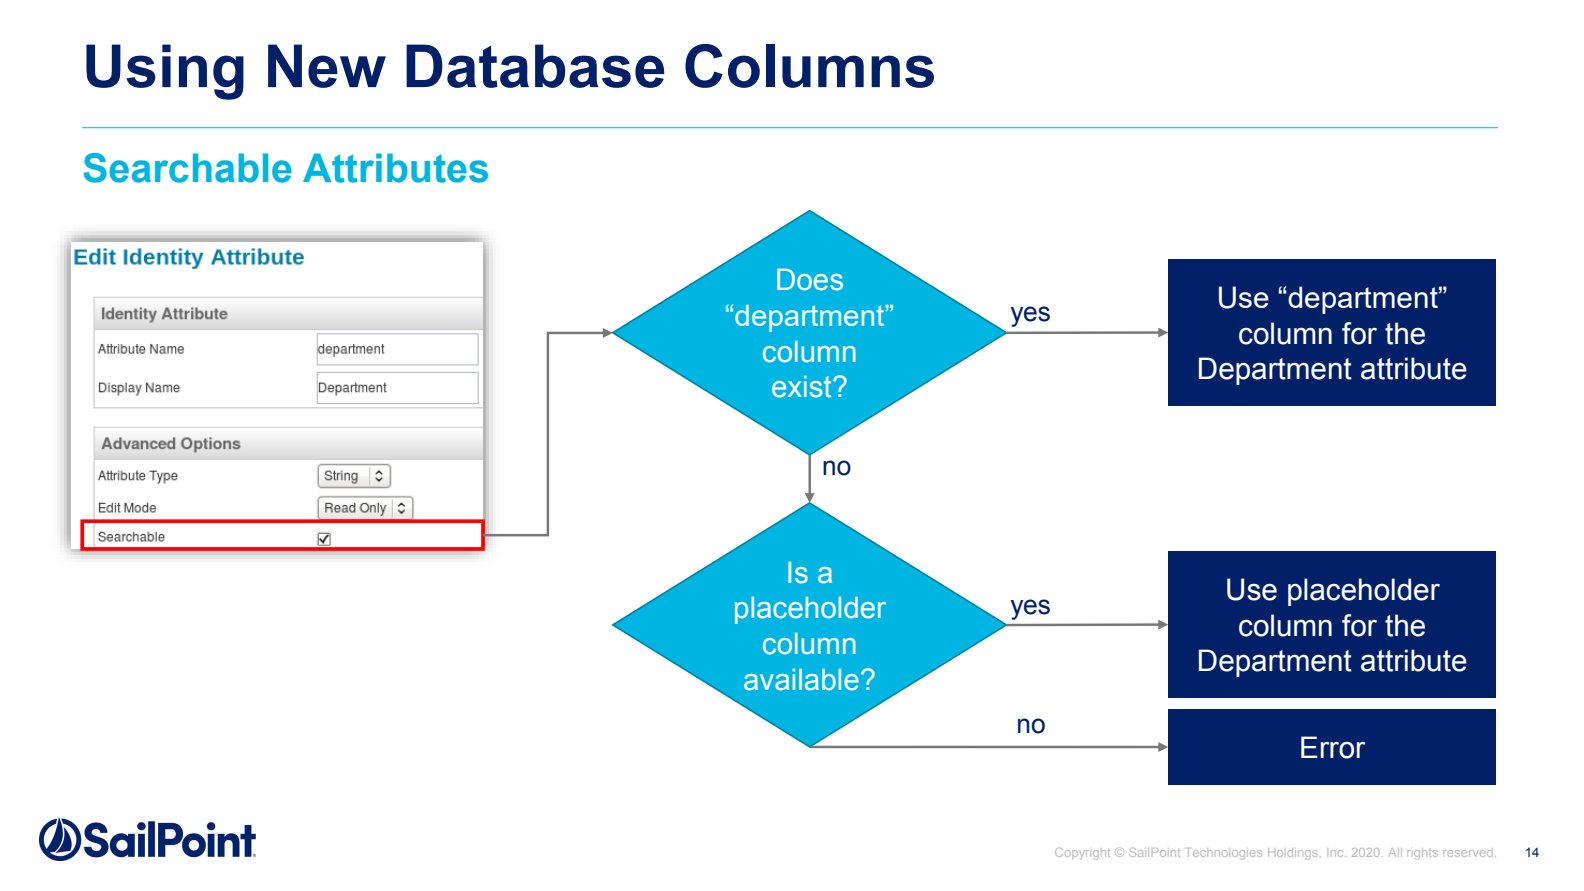 Using New Database Columns
Searchable Attributes
Edit Identity Attribute
Identity Attribute
Attribute Name
department
Display Name
Department
Advanced Options
Attribute Type
String
Edit Mode
Read Only
Searchable
Does
“department”
column
exist?
yes
Use “department”
column for the
Department attribute
no
Is a
placeholder
column
available?
yes
Use placeholder
column for the
Department attribute
no
Error
SailPoint
Copyright © SailPoint Technologies Holdings, Inc. 2020. All rights reserved.
14